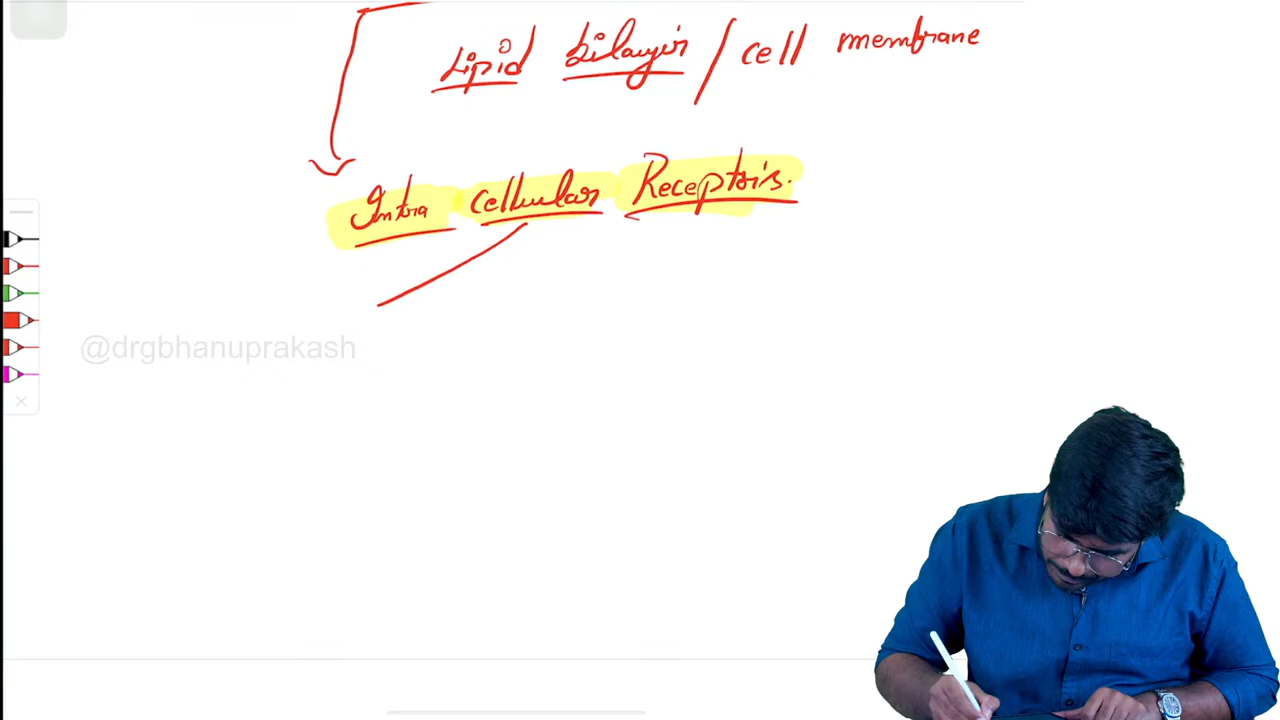 Lipid bilayer / cell membrane
Intra cellular Receptors.
@drgbhanuprakash